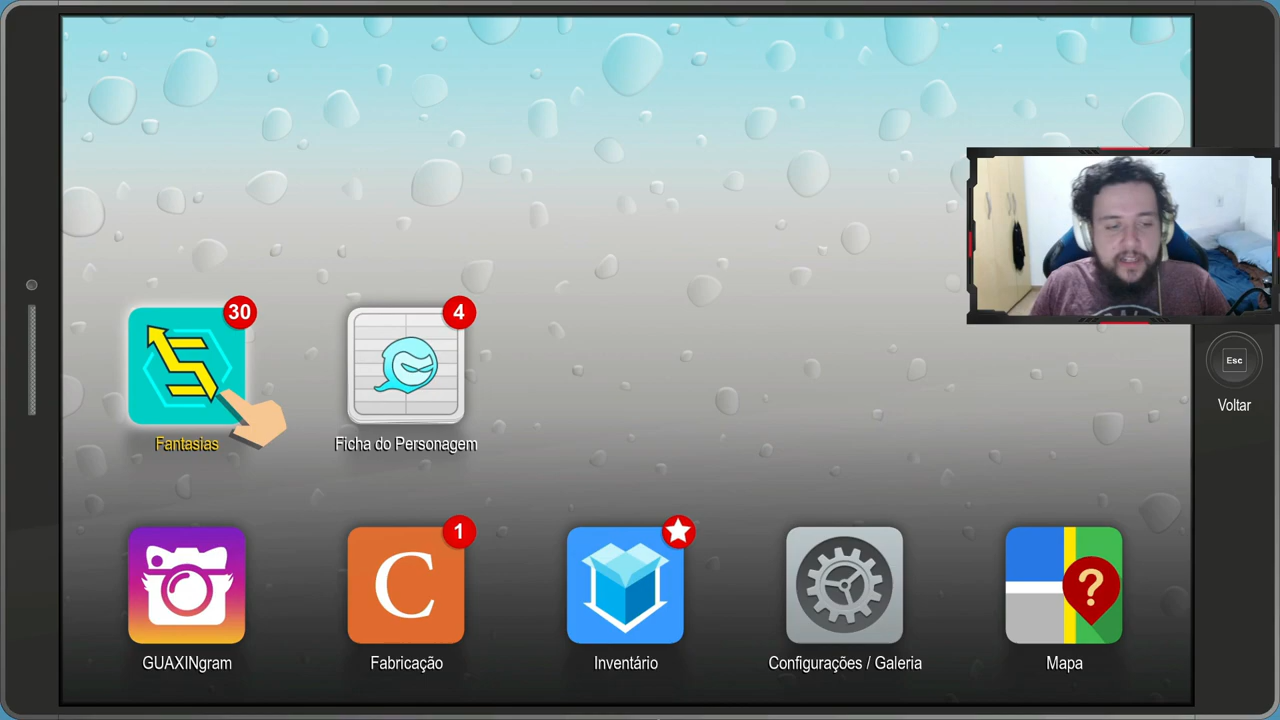 30
4
Fantasias
Ficha do Personagem
Esc
Voltar
1
C
?
GUAXINgram
Fabricação
Inventário
Configurações / Galeria
Mapa